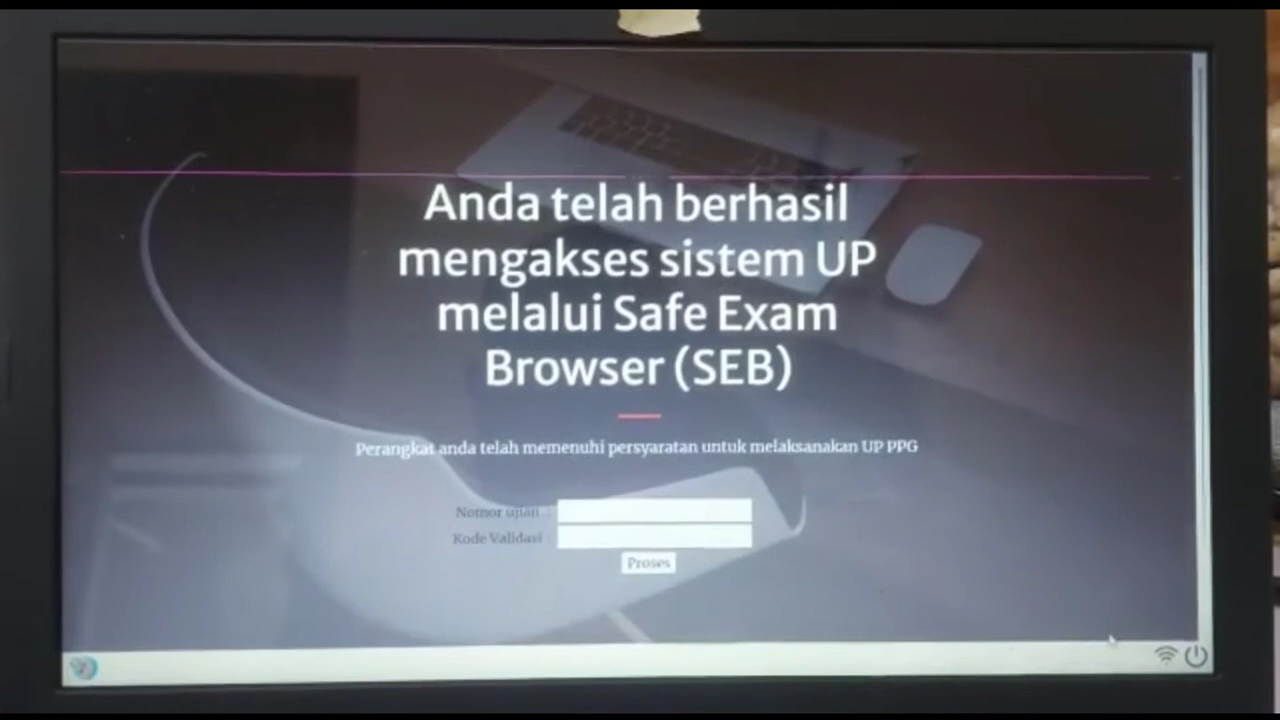 Anda telah berhasil
mengakses sistem UP
melalui Safe Exam
Browser (SEB)
Perangkat anda telah memenuhi persyaratan untuk melaksanakan UP PPG
Nomor ujian :
Kode Validasi :
Proses